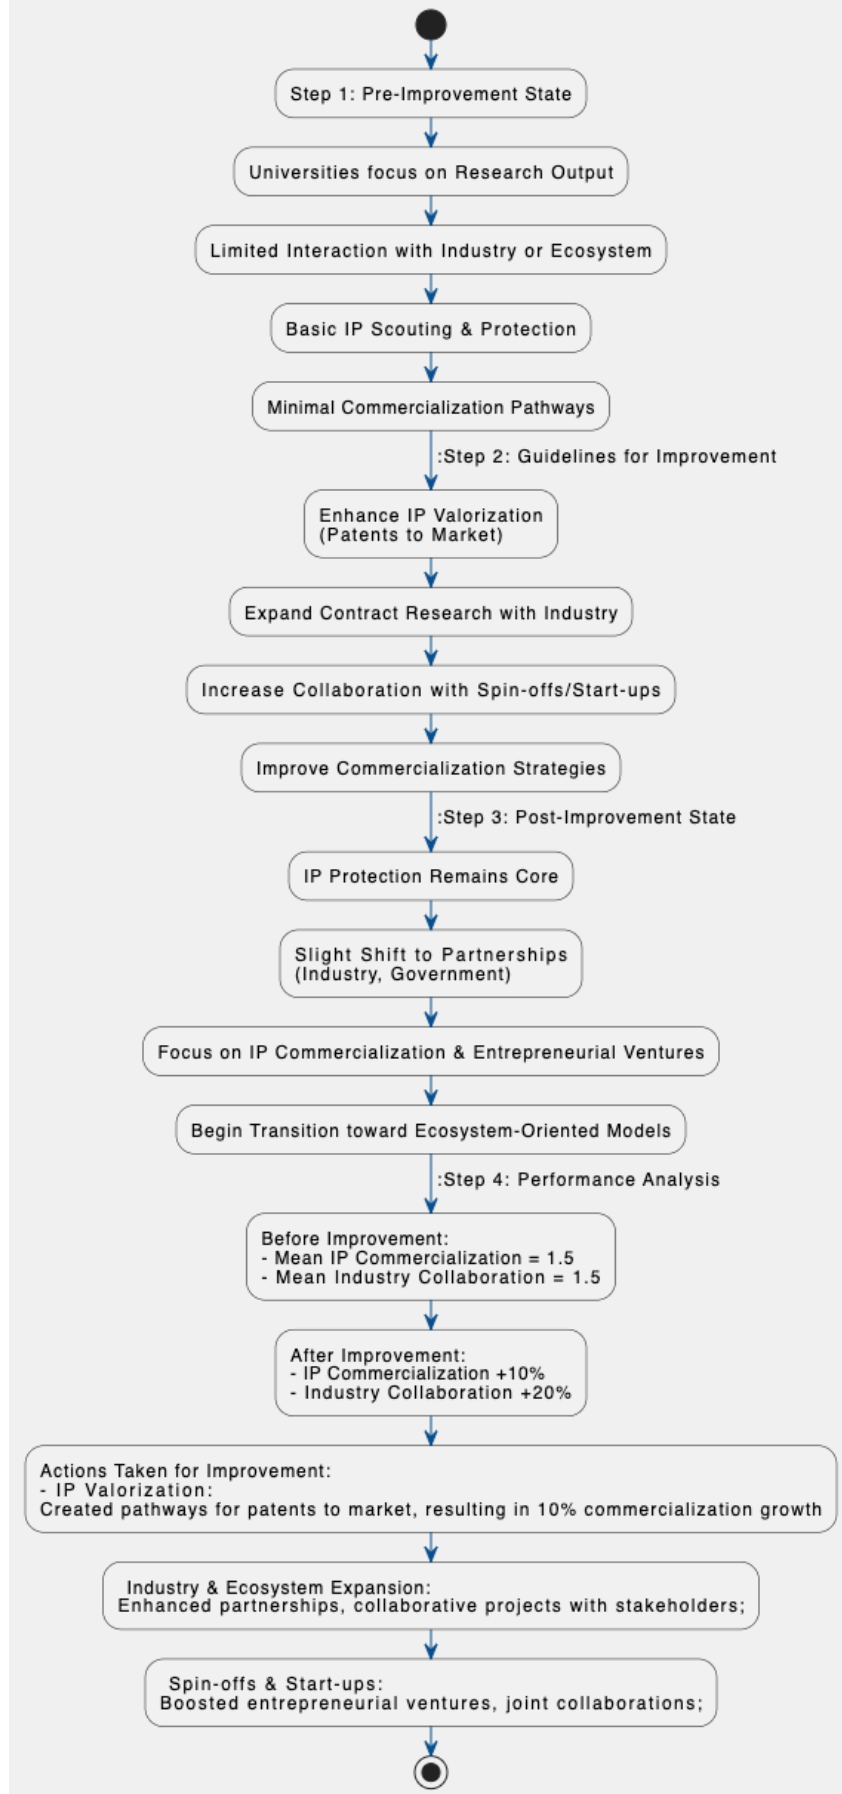 Step 1: Pre-Improvement State
Universities focus on Research Output
Limited Interaction with Industry or Ecosystem
Basic IP Scouting & Protection
Minimal Commercialization Pathways
:Step 2: Guidelines for Improvement
Enhance IP Valorization
(Patents to Market)
Expand Contract Research with Industry
Increase Collaboration with Spin-offs/Start-ups
Improve Commercialization Strategies
:Step 3: Post-Improvement State
IP Protection Remains Core
Slight Shift to Partnerships
(Industry, Government)
Focus on IP Commercialization & Entrepreneurial Ventures
Begin Transition toward Ecosystem-Oriented Models
:Step 4: Performance Analysis
Before Improvement:
- Mean IP Commercialization = 1.5
- Mean Industry Collaboration = 1.5
After Improvement:
- IP Commercialization +10%
- Industry Collaboration +20%
Actions Taken for Improvement:
- IP Valorization:
Created pathways for patents to market, resulting in 10% commercialization growth
Industry & Ecosystem Expansion:
Enhanced partnerships, collaborative projects with stakeholders;
Spin-offs & Start-ups:
Boosted entrepreneurial ventures, joint collaborations;